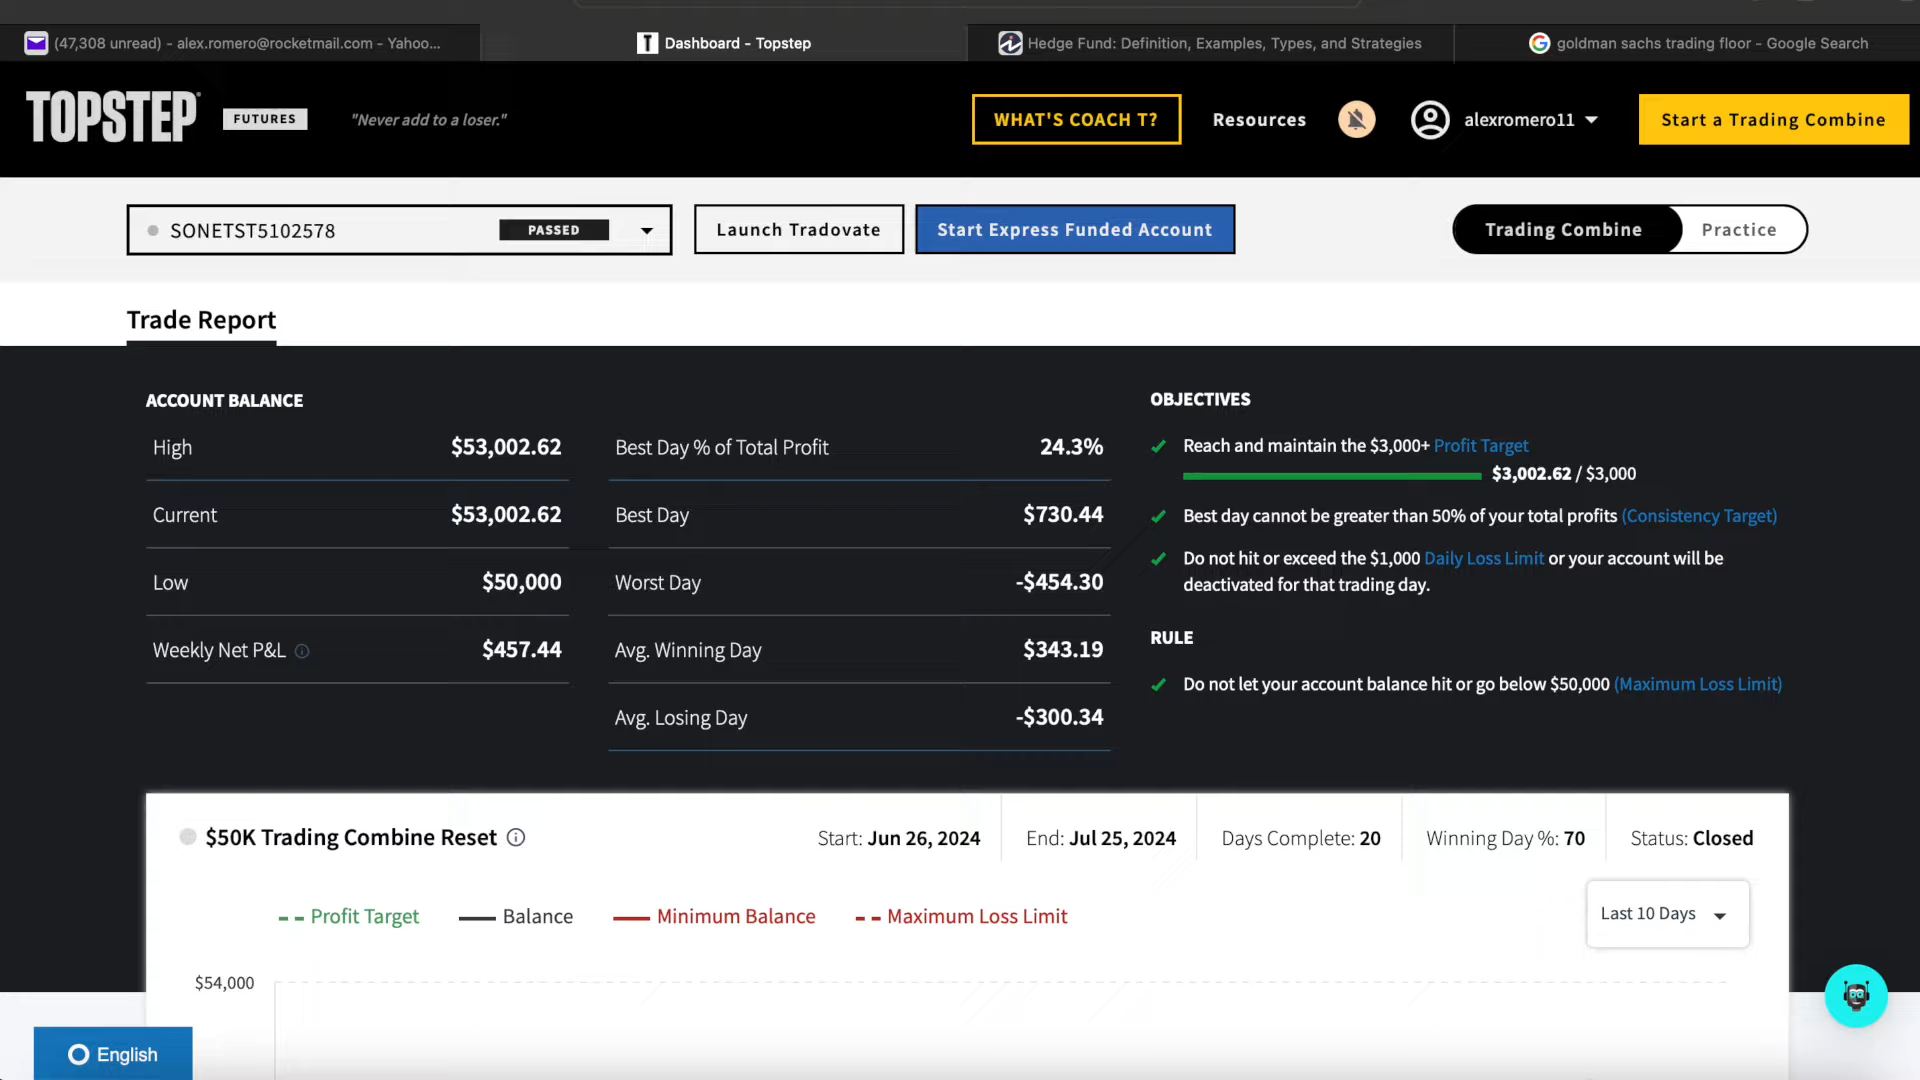 (47,308 unread) - alex.romero@rocketmail.com - Yahoo...
Dashboard - Topstep
Hedge Fund: Definition, Examples, Types, and Strategies
goldman sachs trading floor - Google Search
TOPSTEP
FUTURES
"Never add to a loser."
WHAT'S COACH T?
Resources
alexromero11
Start a Trading Combine
SONETST5102578
PASSED
Launch Tradovate
Start Express Funded Account
Trading Combine
Practice
Trade Report
ACCOUNT BALANCE
High $53,002.62
Current $53,002.62
Low $50,000
Weekly Net P&L $457.44
Best Day % of Total Profit 24.3%
Best Day $730.44
Worst Day -$454.30
Avg. Winning Day $343.19
Avg. Losing Day -$300.34
OBJECTIVES
Reach and maintain the $3,000+ Profit Target
$3,002.62 / $3,000
Best day cannot be greater than 50% of your total profits (Consistency Target)
Do not hit or exceed the $1,000 Daily Loss Limit or your account will be
deactivated for that trading day.
RULE
Do not let your account balance hit or go below $50,000 (Maximum Loss Limit)
$50K Trading Combine Reset
Start: Jun 26, 2024
End: Jul 25, 2024
Days Complete: 20
Winning Day %: 70
Status: Closed
Profit Target
Balance
Minimum Balance
Maximum Loss Limit
Last 10 Days
$54,000
English